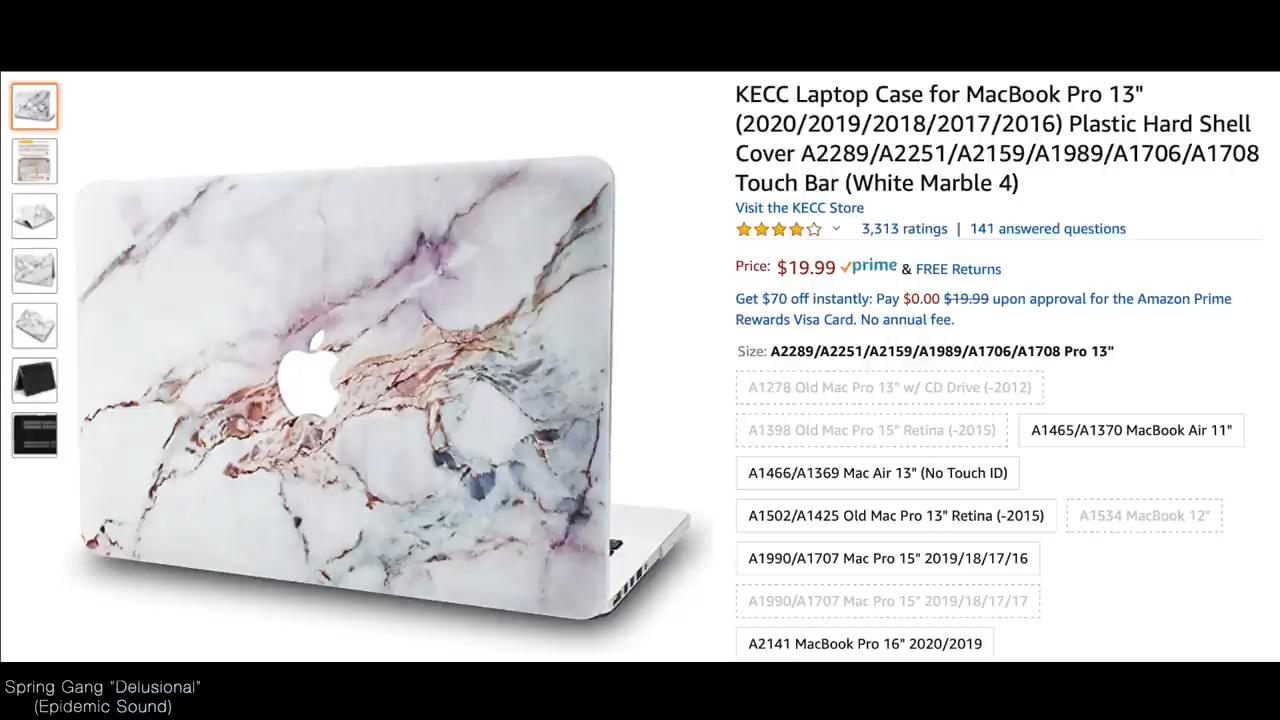 KECC Laptop Case for MacBook Pro 13"
(2020/2019/2018/2017/2016) Plastic Hard Shell
Cover A2289/A2251/A2159/A1989/A1706/A1708
Touch Bar (White Marble 4)
Visit the KECC Store
3,313 ratings | 141 answered questions
Price: $19.99 prime & FREE Returns
Get $70 off instantly: Pay $0.00 $19.99 upon approval for the Amazon Prime
Rewards Visa Card. No annual fee.
Size: A2289/A2251/A2159/A1989/A1706/A1708 Pro 13"
A1278 Old Mac Pro 13" w/ CD Drive (-2012)
A1398 Old Mac Pro 15" Retina (-2015) A1465/A1370 MacBook Air 11"
A1466/A1369 Mac Air 13" (No Touch ID)
A1502/A1425 Old Mac Pro 13" Retina (-2015) A1534 MacBook 12"
A1990/A1707 Mac Pro 15" 2019/18/17/16
A1990/A1707 Mac Pro 15" 2019/18/17/17
A2141 MacBook Pro 16" 2020/2019
Spring Gang "Delusional"
(Epidemic Sound)